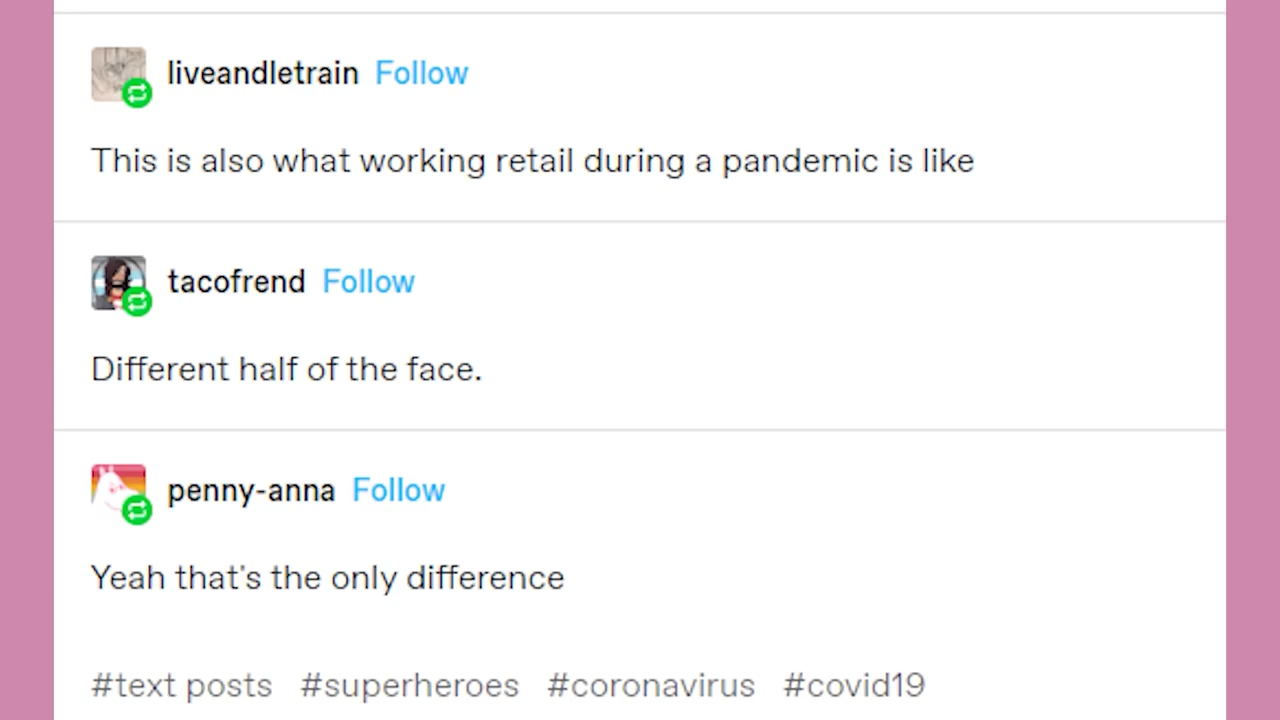 liveandletrain Follow
This is also what working retail during a pandemic is like
tacofrend Follow
Different half of the face.
penny-anna Follow
Yeah that's the only difference
#text posts #superheroes #coronavirus #covid19